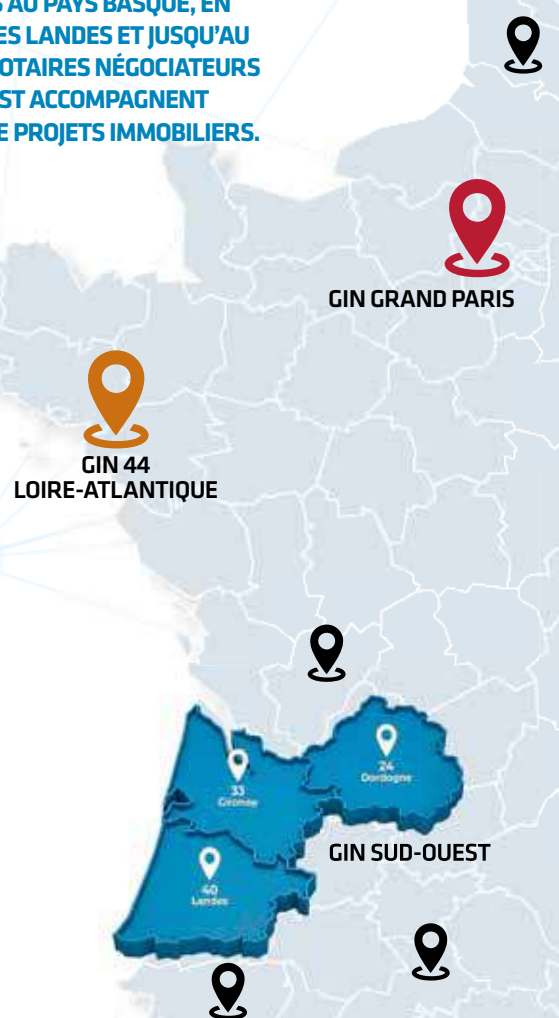 AU PAYS BASQUE, EN
ES LANDES ET JUSQU’AU
OTAIRES NÉGOCIATEURS
ST ACCOMPAGNENT
E PROJETS IMMOBILIERS.
GIN GRAND PARIS
GIN 44
LOIRE-ATLANTIQUE
24
Dordogne
33
Gironde
GIN SUD-OUEST
40
Landes